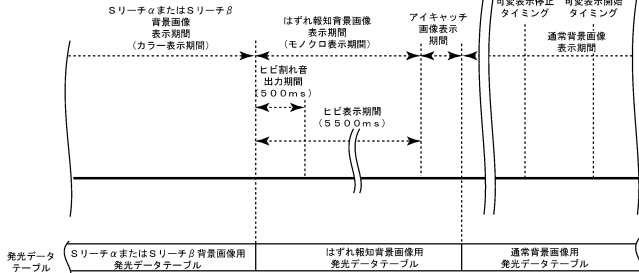 SリーチαまたはSリーチβ
背景画像
表示期間
（カラー表示期間）
はずれ報知背景画像
表示期間
（モノクロ表示期間）
アイキャッチ
画像表示
期間
可変表示停止
タイミング
可変表示開始
タイミング
通常背景画像
表示期間
ヒビ割れ音
出力期間
（５００ｍｓ）
ヒビ表示期間
（５５００ｍｓ）
発光データ
テーブル
SリーチαまたはSリーチβ背景画像用
発光データテーブル
はずれ報知背景画像用
発光データテーブル
通常背景画像用
発光データテーブル